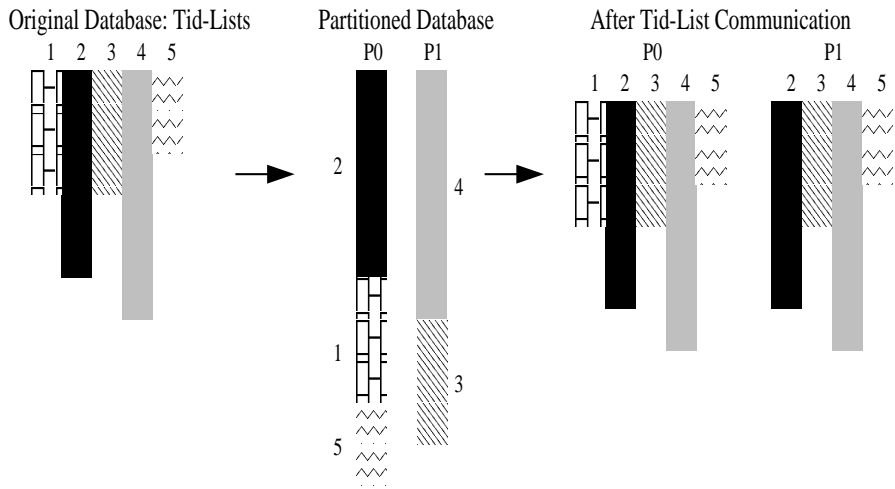 Original Database: Tid-Lists
1 2 3 4 5
Partitioned Database
P0 P1
2
4
1
3
5
After Tid-List Communication
P0 P1
1 2 3 4 5 2 3 4 5